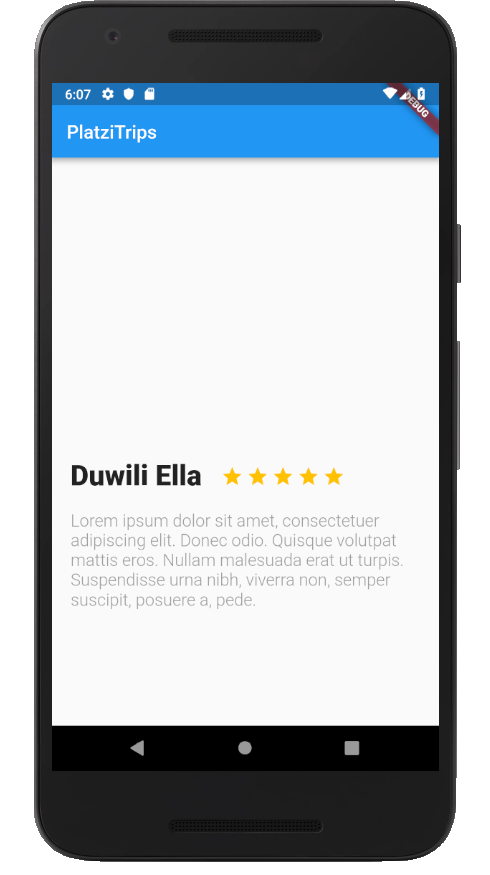 6:07
DEBUG
PlatziTrips
Duwili Ella
Lorem ipsum dolor sit amet, consectetuer
adipiscing elit. Donec odio. Quisque volutpat
mattis eros. Nullam malesuada erat ut turpis.
Suspendisse urna nibh, viverra non, semper
suscipit, posuere a, pede.